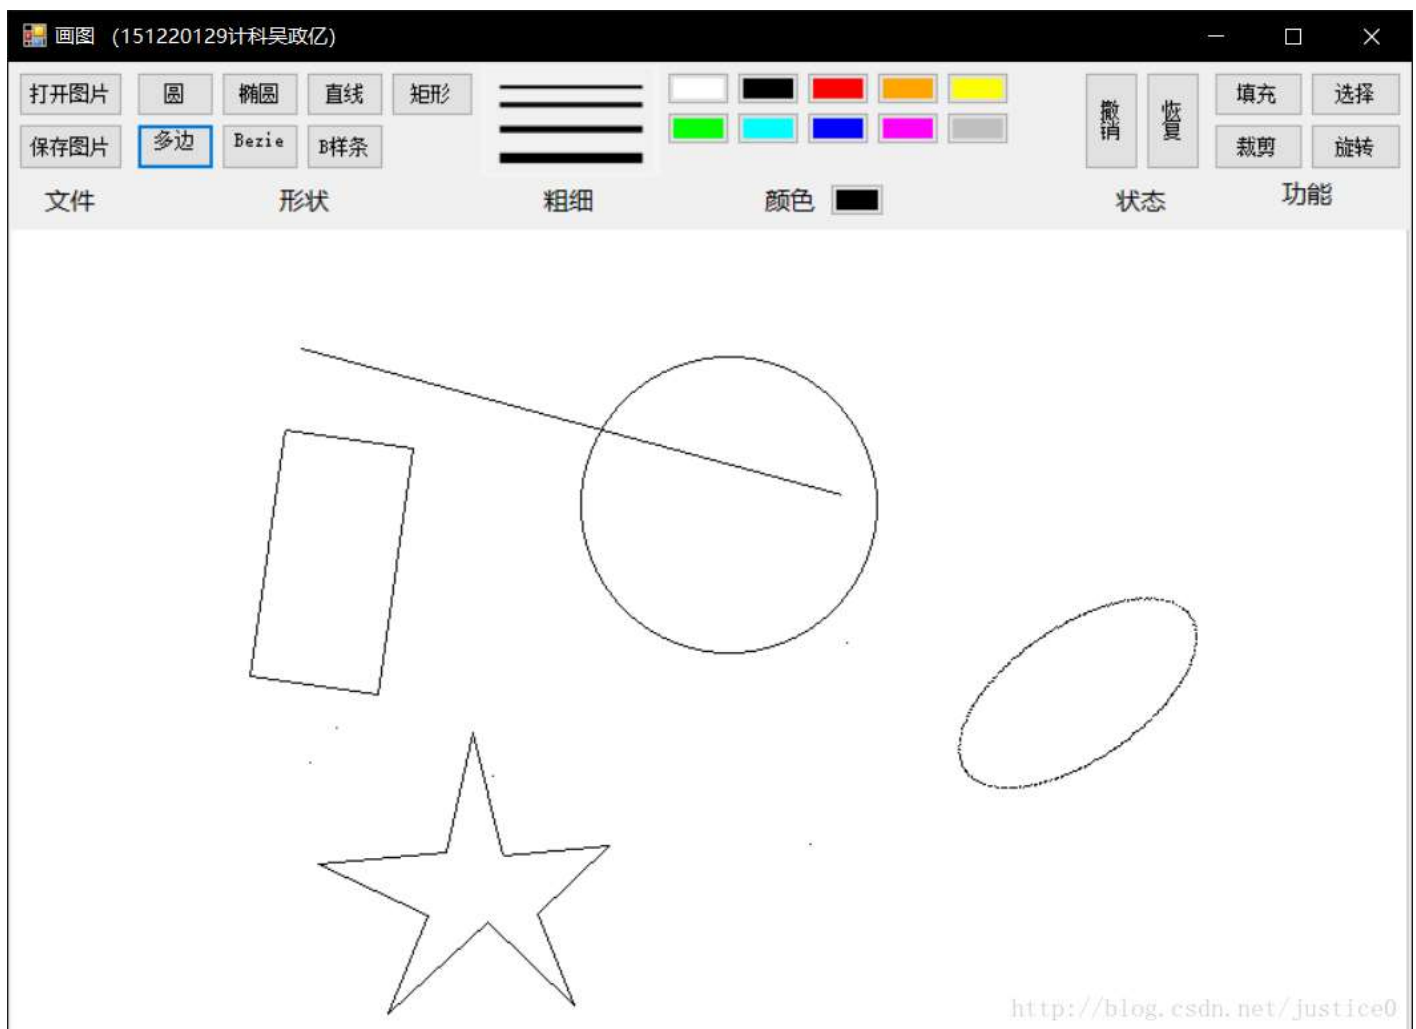 画图 (151220129计科吴政亿)
打开图片 圆 椭圆 直线 矩形 撤销 恢复 填充 选择
保存图片 多边 Bezie B样条 裁剪 旋转
文件 形状 粗细 颜色 状态 功能
http://blog.csdn.net/justice0